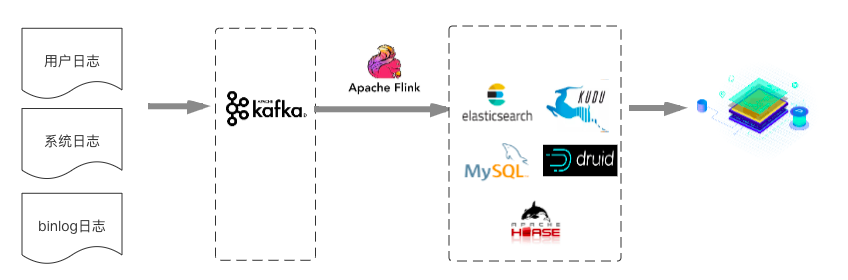 用户日志
系统日志
binlog日志
APACHE
kafka
Apache Flink
elasticsearch
KUDU
MySQL
druid
APACHE
HBASE